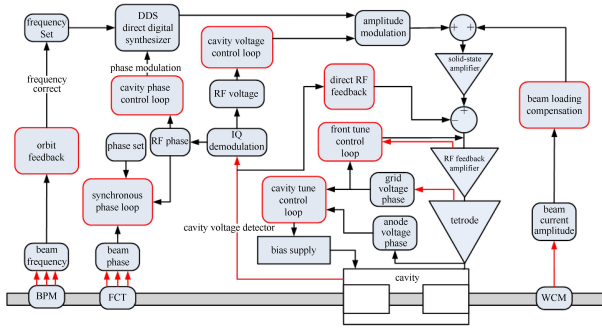 frequency
Set
DDS
direct digital
synthesizer
cavity voltage
control loop
amplitude
modulation
+
+
solid-state
amplifier
frequency
correct
phase modulation
cavity phase
control loop
RF voltage
direct RF
feedback
+
−
beam loading
compensation
orbit
feedback
phase set
RF phase
IQ
demodulation
front tune control
loop
RF feedback
amplifier
synchronous
phase loop
cavity tune
control
loop
grid
voltage
phase
tetrode
beam
current
amplitude
cavity voltage detector
anode
voltage
phase
beam
frequency
beam
phase
bias supply
cavity
BPM
FCT
WCM